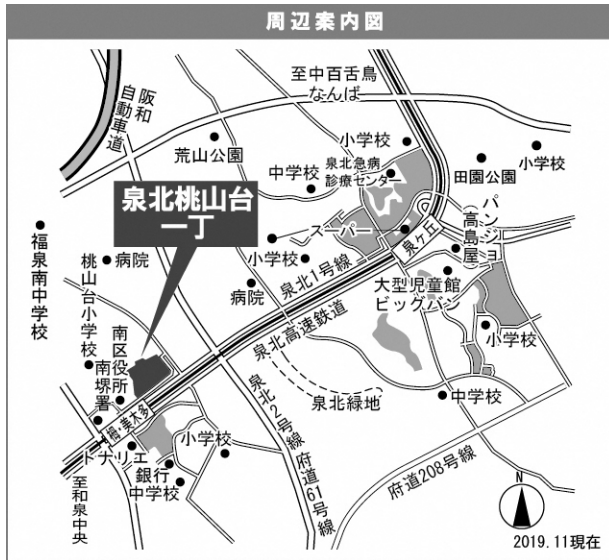 周辺案内図
至中百舌鳥
なんば
阪和
自動車道
荒山公園
小学校
泉北急病
診療センター
中学校
田園公園
小学校
泉北桃山台
一丁
スーパー
泉ヶ丘
パンジョ
(高島屋)
福泉南中学校
病院
小学校
病院
泉北1号線
大型児童館
ビッグバン
桃山台小学校
南区役所
南堺署
泉北高速鉄道
小学校
泉北緑地
中学校
栂・美木多
トナリエ
銀行
中学校
小学校
至和泉中央
泉北2号線
府道61号線
府道208号線
N
2019.11現在